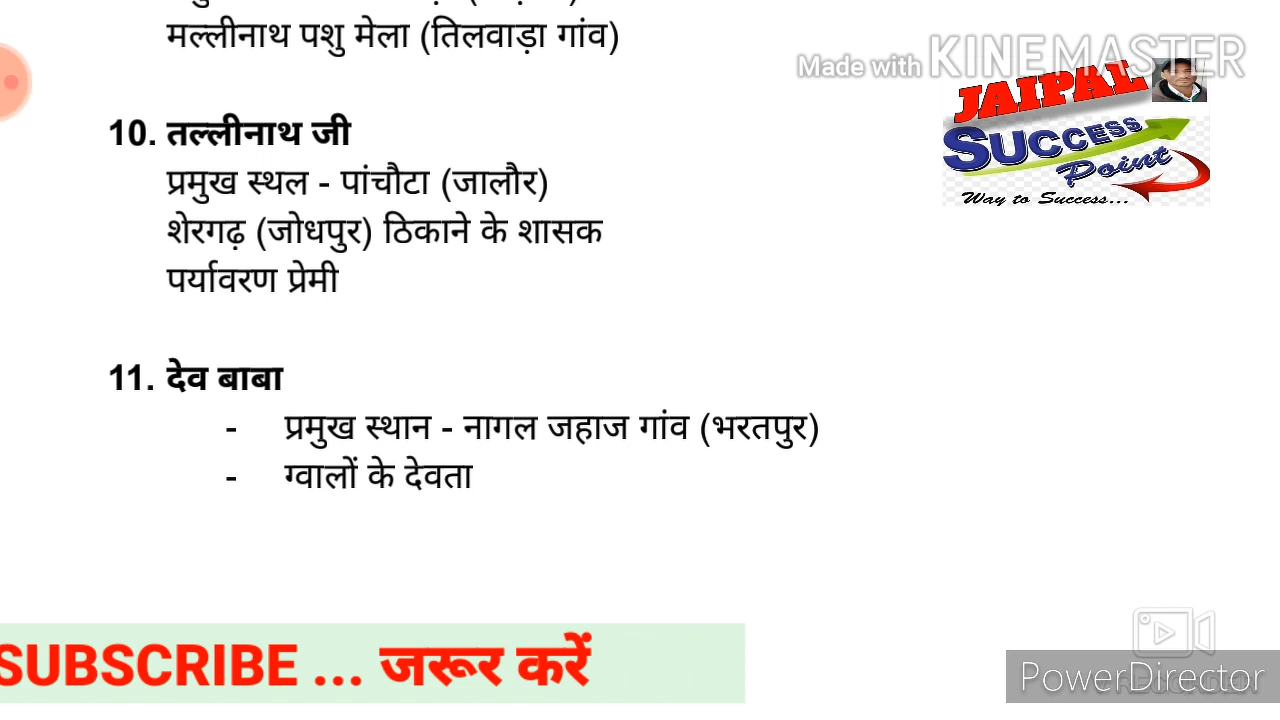 मल्लीनाथ पशु मेला (तिलवाड़ा गांव)
Made with KINEMASTER
JAIPAL
SUCCESS
Point
Way to Success...
10. तल्लीनाथ जी
प्रमुख स्थल - पांचौटा (जालौर)
शेरगढ़ (जोधपुर) ठिकाने के शासक
पर्यावरण प्रेमी
11. देव बाबा
- प्रमुख स्थान - नागल जहाज गांव (भरतपुर)
- ग्वालों के देवता
SUBSCRIBE ... जरूर करें
PowerDirector